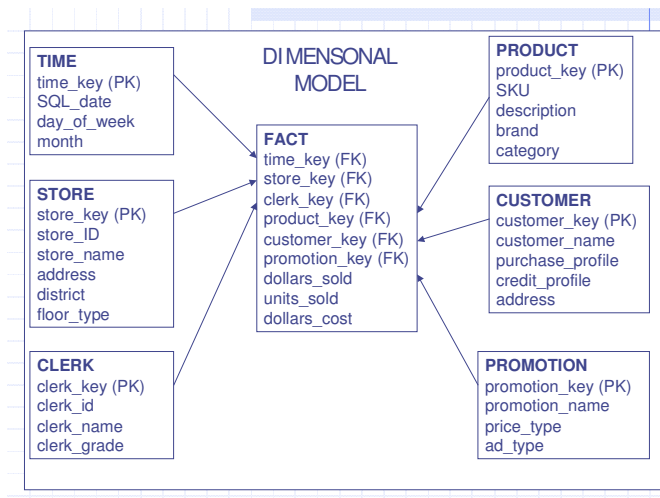 DIMENSONAL
MODEL
TIME
time_key (PK)
SQL_date
day_of_week
month
STORE
store_key (PK)
store_ID
store_name
address
district
floor_type
CLERK
clerk_key (PK)
clerk_id
clerk_name
clerk_grade
FACT
time_key (FK)
store_key (FK)
clerk_key (FK)
product_key (FK)
customer_key (FK)
promotion_key (FK)
dollars_sold
units_sold
dollars_cost
PRODUCT
product_key (PK)
SKU
description
brand
category
CUSTOMER
customer_key (PK)
customer_name
purchase_profile
credit_profile
address
PROMOTION
promotion_key (PK)
promotion_name
price_type
ad_type